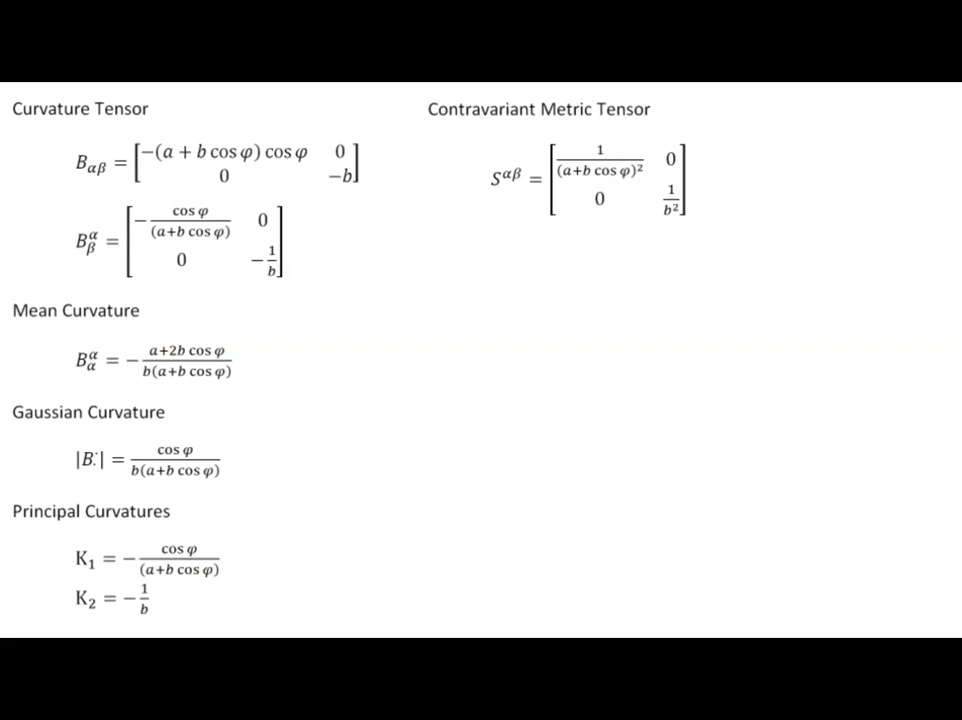 Curvature Tensor
Contravariant Metric Tensor
B_{αβ} = [−(a + b cos φ) cos φ  0; 0  −b]
S^{αβ} = [1/(a+b cos φ)²  0; 0  1/b²]
B^α_β = [−cos φ/(a+b cos φ)  0; 0  −1/b]
Mean Curvature
B^α_α = −(a+2b cos φ)/(b(a+b cos φ))
Gaussian Curvature
|B^._.| = cos φ/(b(a+b cos φ))
Principal Curvatures
K₁ = −cos φ/(a+b cos φ)
K₂ = −1/b